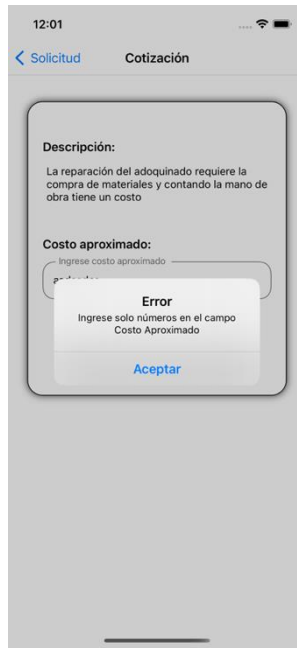 12:01
Solicitud
Cotización
Descripción:
La reparación del adoquinado requiere la
compra de materiales y contando la mano de
obra tiene un costo
Costo aproximado:
Ingrese costo aproximado
Error
Ingrese solo números en el campo
Costo Aproximado
Aceptar